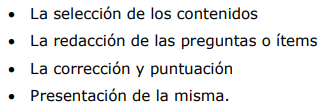 • La selección de los contenidos
• La redacción de las preguntas o ítems
• La corrección y puntuación
• Presentación de la misma.